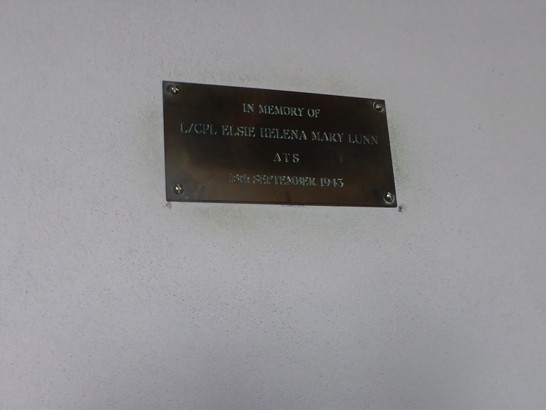 IN MEMORY OF
L/CPL ELSIE HELENA MARY LUNN
ATS
SEPTEMBER 1943